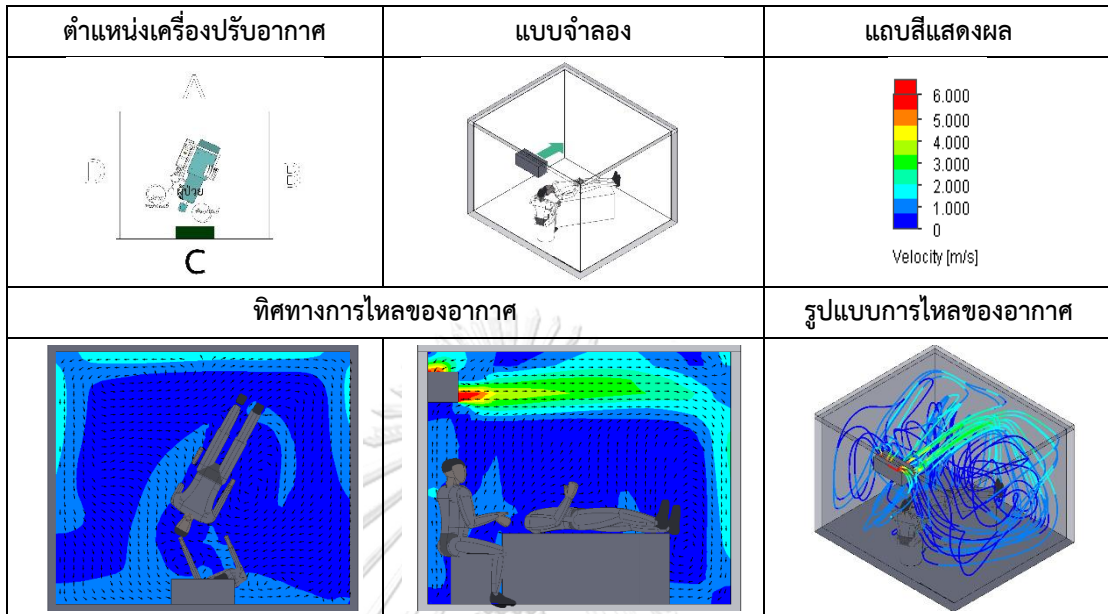 ตำแหน่งเครื่องปรับอากาศ
แบบจำลอง
แถบสีแสดงผล
A
D
B
ผู้ป่วย
C
6.000
5.000
4.000
3.000
2.000
1.000
0
Velocity [m/s]
ทิศทางการไหลของอากาศ
รูปแบบการไหลของอากาศ